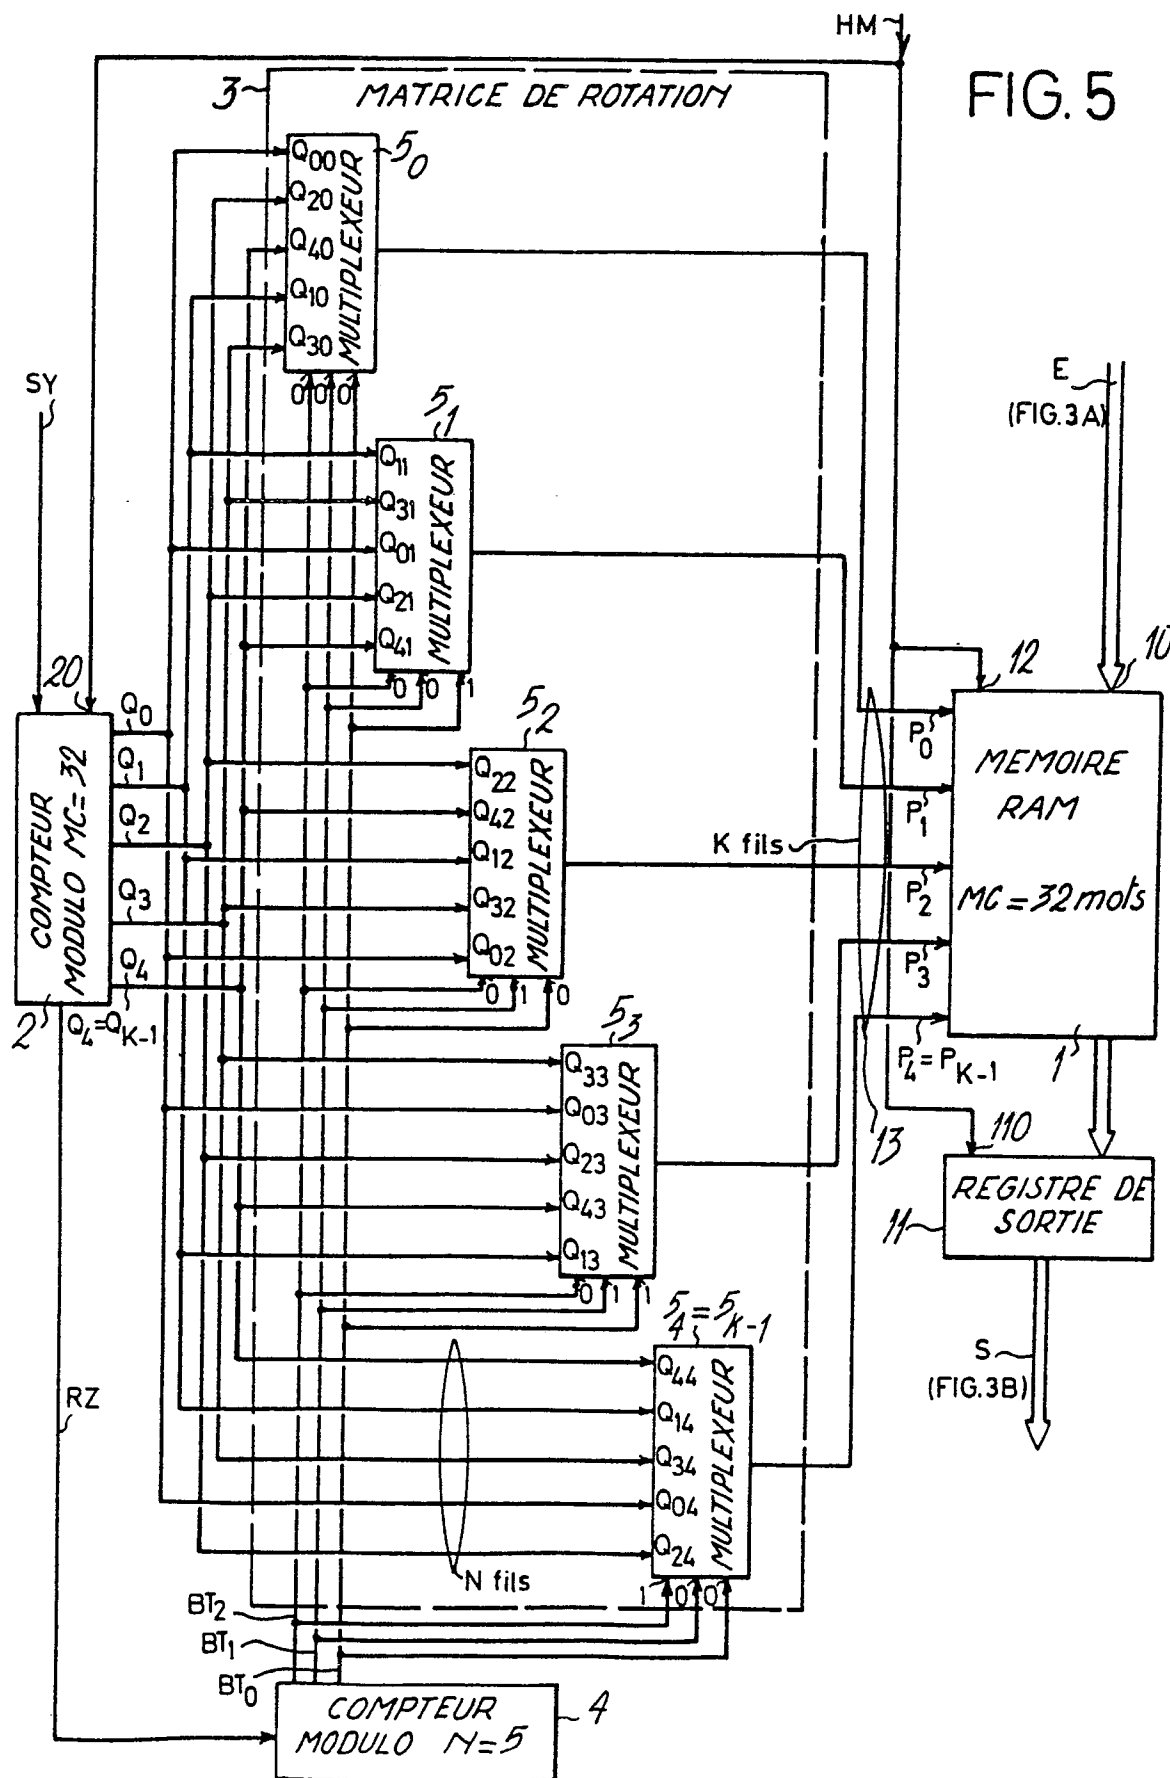 HM
FIG. 5
3
MATRICE DE ROTATION
5₀
MULTIPLEXEUR
Q₀₀
Q₂₀
Q₄₀
Q₁₀
Q₃₀
0 0 0
SY
E
(FIG.3A)
5₁
MULTIPLEXEUR
Q₁₁
Q₃₁
Q₀₁
Q₂₁
Q₄₁
0 0 1
20
12
10
COMPTEUR
MODULO MC=32
Q₀
Q₁
Q₂
Q₃
Q₄
Q₄=Q_K-1
2
5₂
MULTIPLEXEUR
Q₂₂
Q₄₂
Q₁₂
Q₃₂
Q₀₂
0 1 0
K fils
P₀
P₁
P₂
P₃
P₄=P_K-1
MEMOIRE
RAM
MC=32 mots
1
13
5₃
MULTIPLEXEUR
Q₃₃
Q₀₃
Q₂₃
Q₄₃
Q₁₃
0 1 1
110
REGISTRE DE
SORTIE
11
5₄=5_K-1
MULTIPLEXEUR
Q₄₄
Q₁₄
Q₃₄
Q₀₄
Q₂₄
1 0 0
S
(FIG.3B)
RZ
N fils
BT₂
BT₁
BT₀
COMPTEUR
MODULO N=5
4